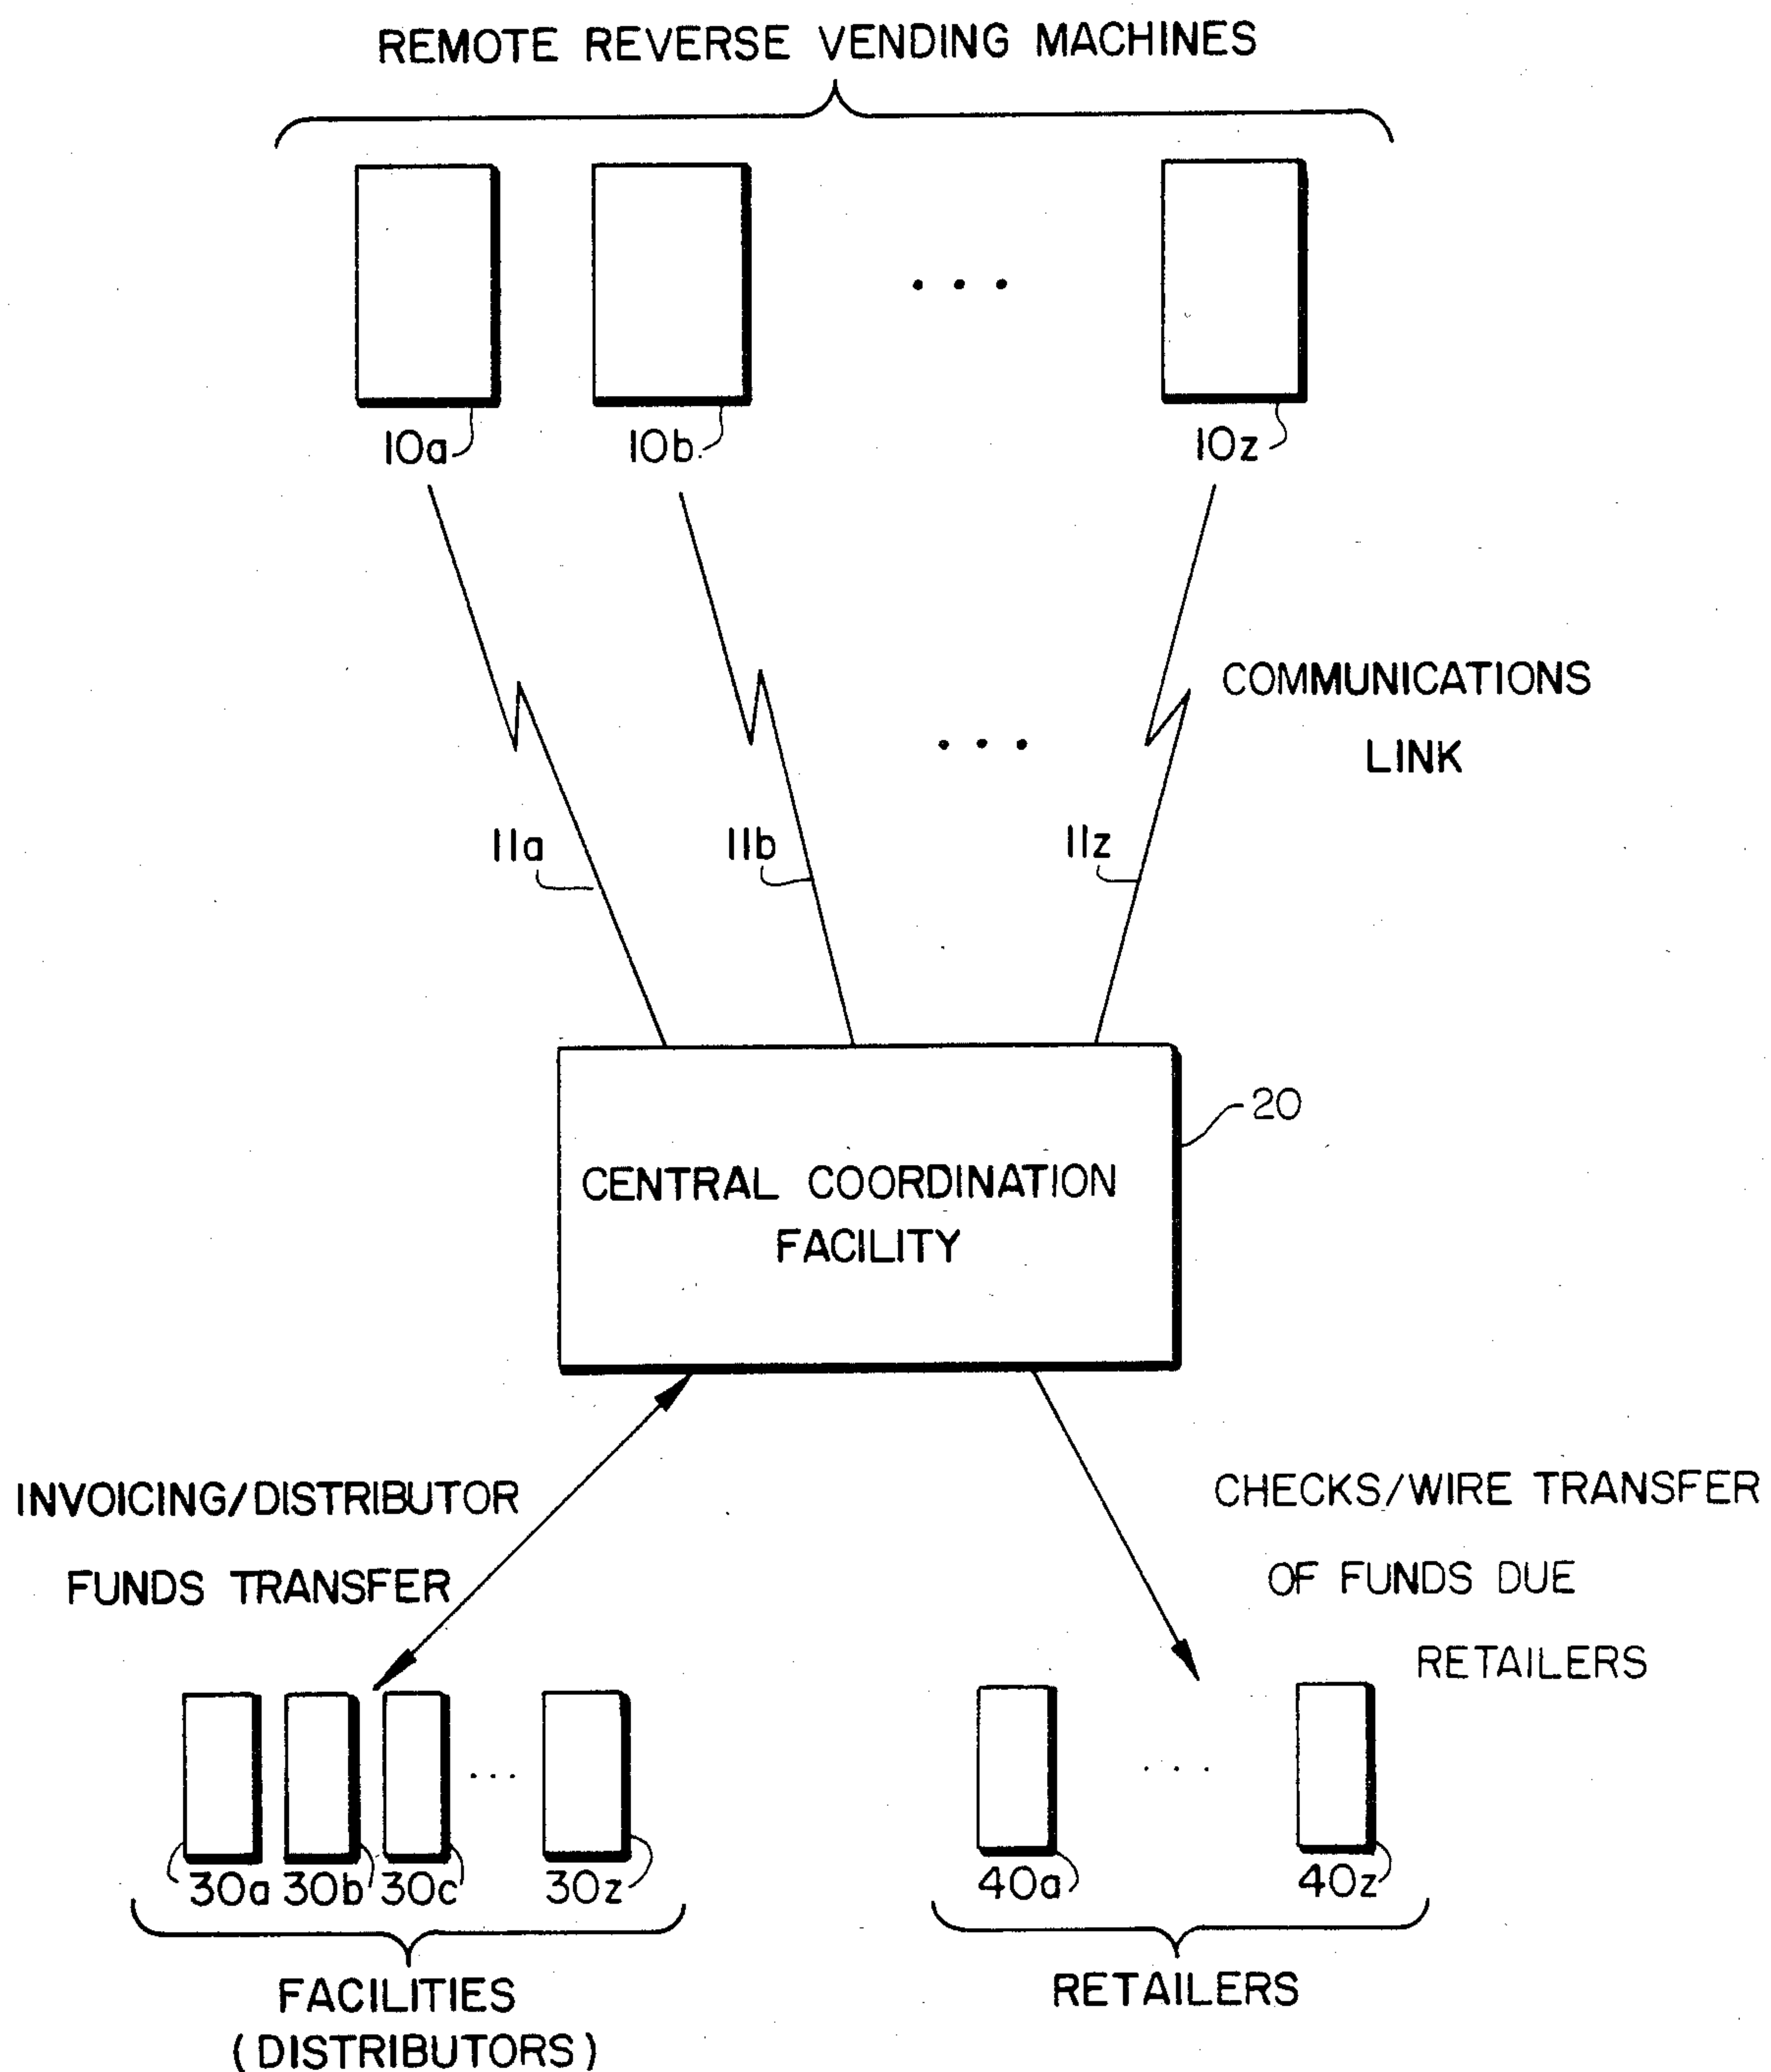 REMOTE REVERSE VENDING MACHINES
10a
10b
10z
COMMUNICATIONS
LINK
11a
11b
11z
20
CENTRAL COORDINATION
FACILITY
INVOICING/DISTRIBUTOR
FUNDS TRANSFER
CHECKS/WIRE TRANSFER
OF FUNDS DUE
RETAILERS
30a 30b 30c 30z
40a 40z
FACILITIES
(DISTRIBUTORS)
RETAILERS